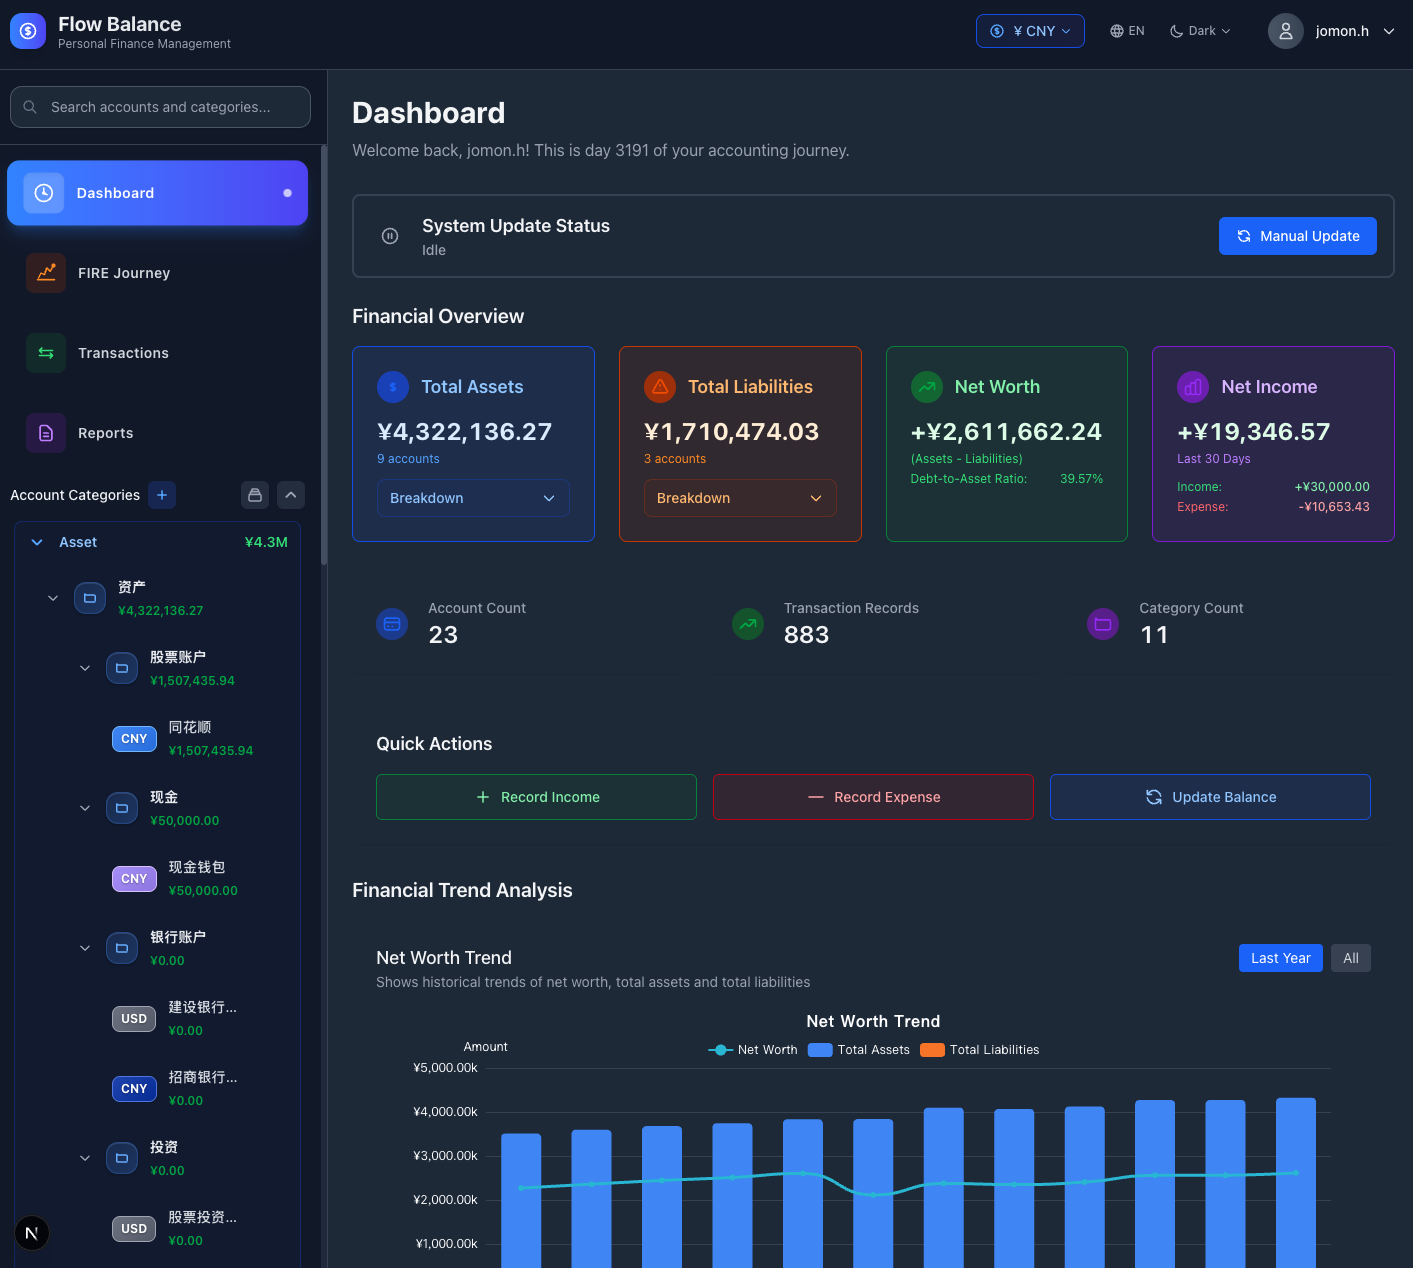 Flow Balance
Personal Finance Management
¥ CNY
EN
Dark
jomon.h
Search accounts and categories...
Dashboard
FIRE Journey
Transactions
Reports
Account Categories
Asset ¥4.3M
资产
¥4,322,136.27
股票账户
¥1,507,435.94
CNY
同花顺
¥1,507,435.94
现金
¥50,000.00
CNY
现金钱包
¥50,000.00
银行账户
¥0.00
USD
建设银行...
¥0.00
CNY
招商银行...
¥0.00
投资
¥0.00
USD
股票投资...
¥0.00
N
Dashboard
Welcome back, jomon.h! This is day 3191 of your accounting journey.
System Update Status
Idle
Manual Update
Financial Overview
$ Total Assets
¥4,322,136.27
9 accounts
Breakdown
Total Liabilities
¥1,710,474.03
3 accounts
Breakdown
Net Worth
+¥2,611,662.24
(Assets - Liabilities)
Debt-to-Asset Ratio: 39.57%
Net Income
+¥19,346.57
Last 30 Days
Income: +¥30,000.00
Expense: -¥10,653.43
Account Count
23
Transaction Records
883
Category Count
11
Quick Actions
Record Income
Record Expense
Update Balance
Financial Trend Analysis
Net Worth Trend
Shows historical trends of net worth, total assets and total liabilities
Last Year
All
Net Worth Trend
Net Worth Total Assets Total Liabilities
Amount
¥5,000.00k
¥4,000.00k
¥3,000.00k
¥2,000.00k
¥1,000.00k